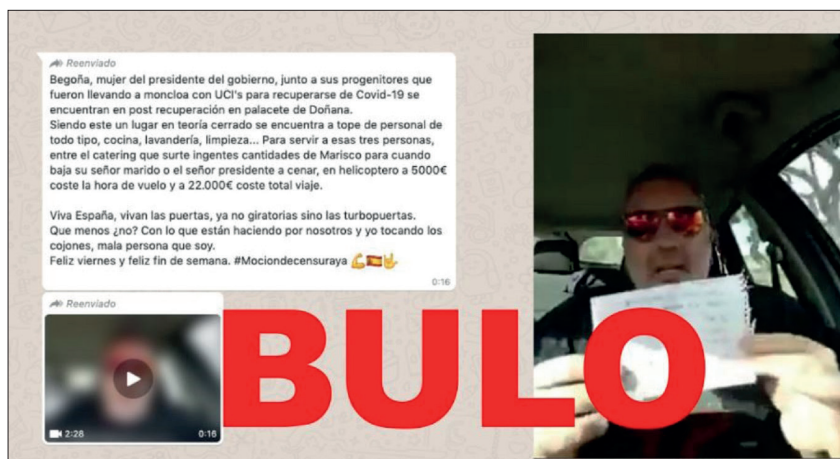 Reenviado
Begoña, mujer del presidente del gobierno, junto a sus progenitores que
fueron llevando a moncloa con UCI's para recuperarse de Covid-19 se
encuentran en post recuperación en palacete de Doñana.
Siendo este un lugar en teoría cerrado se encuentra a tope de personal de
todo tipo, cocina, lavandería, limpieza... Para servir a esas tres personas,
entre el catering que surte ingentes cantidades de Marisco para cuando
baja su señor marido o el señor presidente a cenar, en helicoptero a 5000€
coste la hora de vuelo y a 22.000€ coste total viaje.
Viva España, vivan las puertas, ya no giratorias sino las turbopuertas.
Que menos ¿no? Con lo que están haciendo por nosotros y yo tocando los
cojones, mala persona que soy.
Feliz viernes y feliz fin de semana. #Mociondecensuraya 💪🇪🇸🤟
0:16
Reenviado
2:28 0:16
BULO